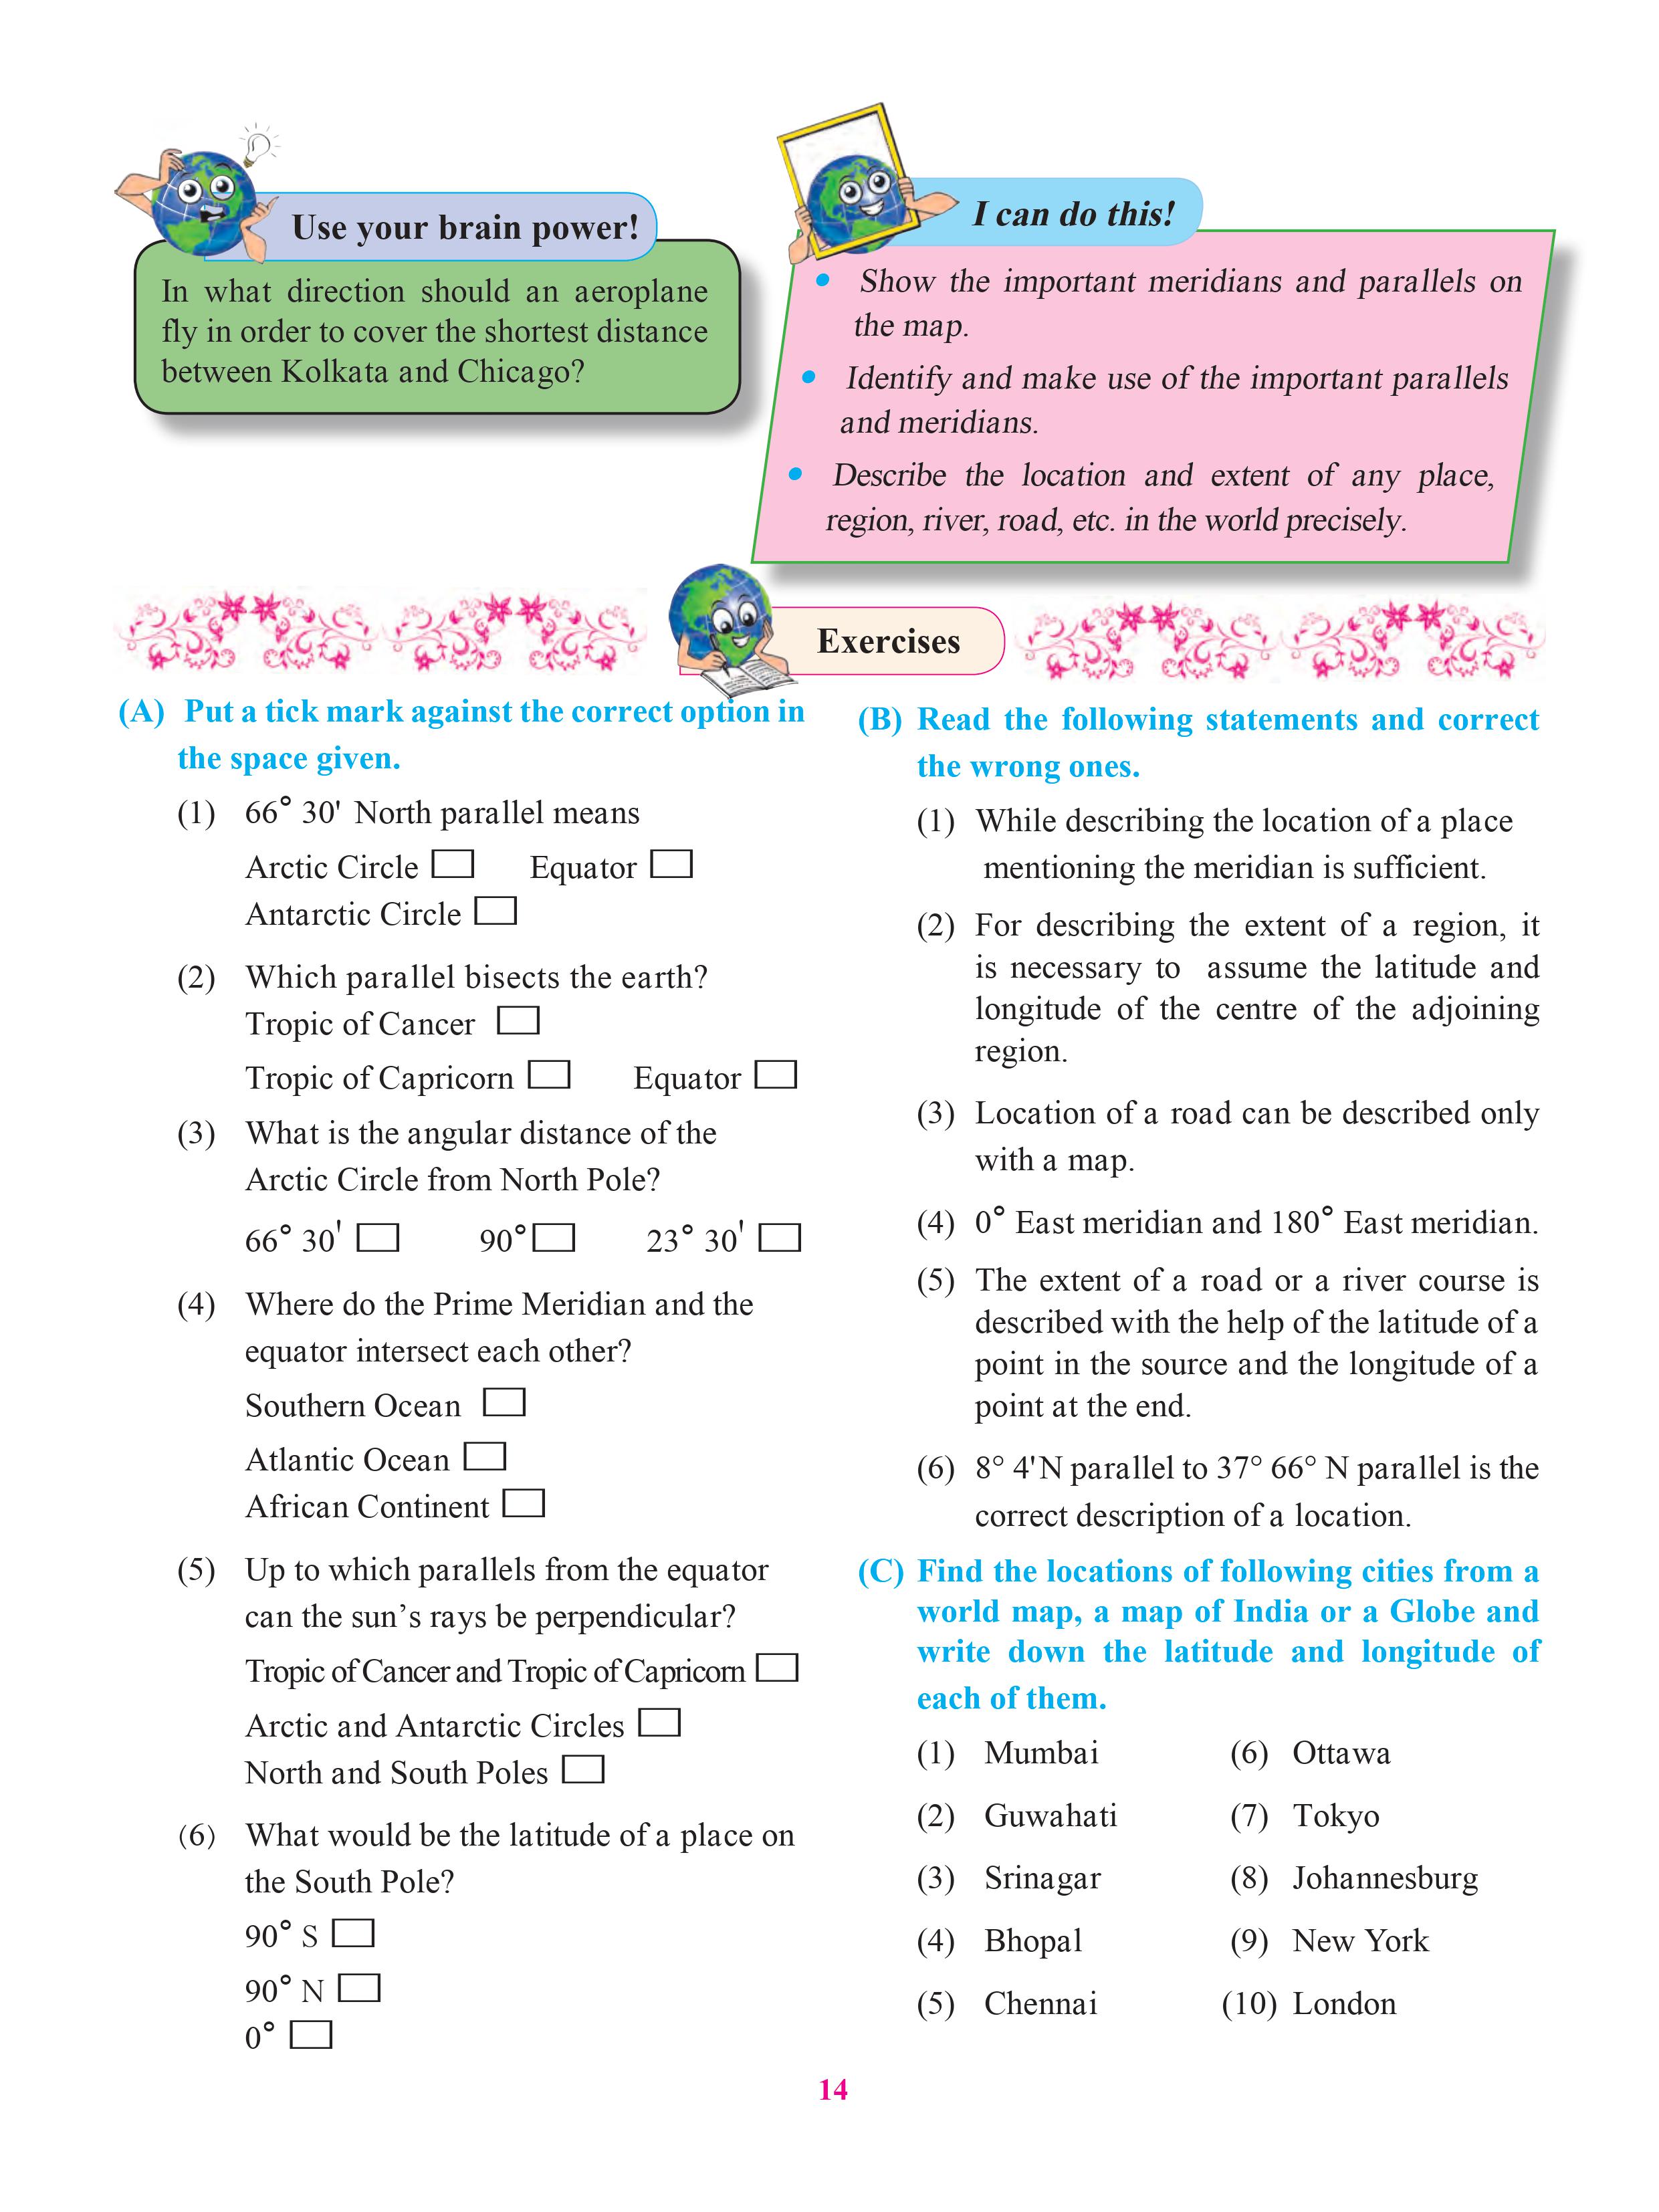 Use your brain power!
In what direction should an aeroplane
fly in order to cover the shortest distance
between Kolkata and Chicago?
I can do this!
• Show the important meridians and parallels on
the map.
• Identify and make use of the important parallels
and meridians.
• Describe the location and extent of any place,
region, river, road, etc. in the world precisely.
Exercises
(A) Put a tick mark against the correct option in
the space given.
(1) 66° 30' North parallel means
Arctic Circle Equator
Antarctic Circle
(2) Which parallel bisects the earth?
Tropic of Cancer
Tropic of Capricorn Equator
(3) What is the angular distance of the
Arctic Circle from North Pole?
66° 30' 90° 23° 30'
(4) Where do the Prime Meridian and the
equator intersect each other?
Southern Ocean
Atlantic Ocean
African Continent
(5) Up to which parallels from the equator
can the sun’s rays be perpendicular?
Tropic of Cancer and Tropic of Capricorn
Arctic and Antarctic Circles
North and South Poles
(6) What would be the latitude of a place on
the South Pole?
90° S
90° N
0°
(B) Read the following statements and correct
the wrong ones.
(1) While describing the location of a place
mentioning the meridian is sufficient.
(2) For describing the extent of a region, it
is necessary to assume the latitude and
longitude of the centre of the adjoining
region.
(3) Location of a road can be described only
with a map.
(4) 0° East meridian and 180° East meridian.
(5) The extent of a road or a river course is
described with the help of the latitude of a
point in the source and the longitude of a
point at the end.
(6) 8° 4'N parallel to 37° 66° N parallel is the
correct description of a location.
(C) Find the locations of following cities from a
world map, a map of India or a Globe and
write down the latitude and longitude of
each of them.
(1) Mumbai (6) Ottawa
(2) Guwahati (7) Tokyo
(3) Srinagar (8) Johannesburg
(4) Bhopal (9) New York
(5) Chennai (10) London
14